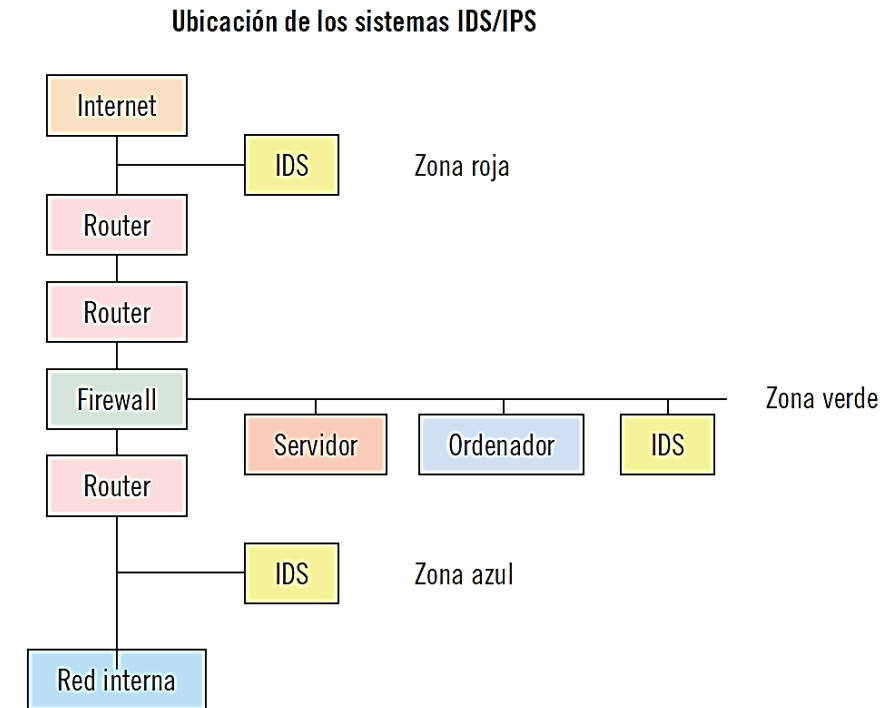 Ubicación de los sistemas IDS/IPS
Internet
IDS
Zona roja
Router
Router
Firewall
Zona verde
Servidor
Ordenador
IDS
Router
IDS
Zona azul
Red interna